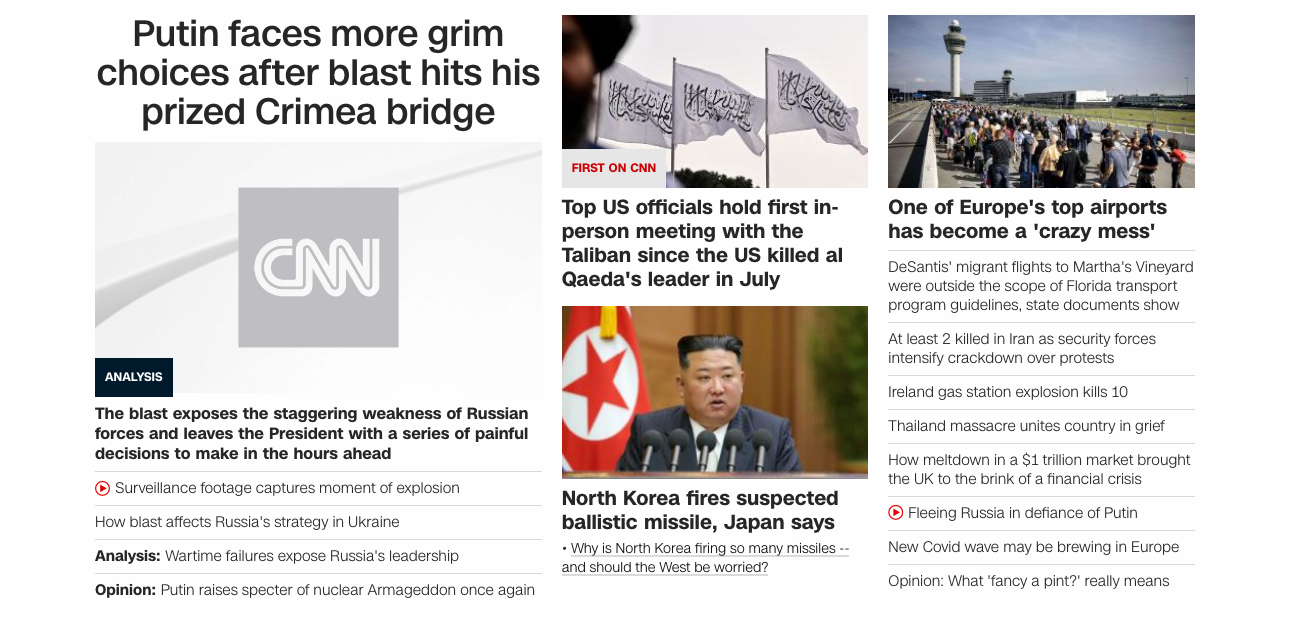 Putin faces more grim
choices after blast hits his
prized Crimea bridge
CNN
ANALYSIS
The blast exposes the staggering weakness of Russian
forces and leaves the President with a series of painful
decisions to make in the hours ahead
Surveillance footage captures moment of explosion
How blast affects Russia's strategy in Ukraine
Analysis: Wartime failures expose Russia's leadership
Opinion: Putin raises specter of nuclear Armageddon once again
FIRST ON CNN
Top US officials hold first in-
person meeting with the
Taliban since the US killed al
Qaeda's leader in July
North Korea fires suspected
ballistic missile, Japan says
• Why is North Korea firing so many missiles --
and should the West be worried?
One of Europe's top airports
has become a 'crazy mess'
DeSantis' migrant flights to Martha's Vineyard
were outside the scope of Florida transport
program guidelines, state documents show
At least 2 killed in Iran as security forces
intensify crackdown over protests
Ireland gas station explosion kills 10
Thailand massacre unites country in grief
How meltdown in a $1 trillion market brought
the UK to the brink of a financial crisis
Fleeing Russia in defiance of Putin
New Covid wave may be brewing in Europe
Opinion: What 'fancy a pint?' really means